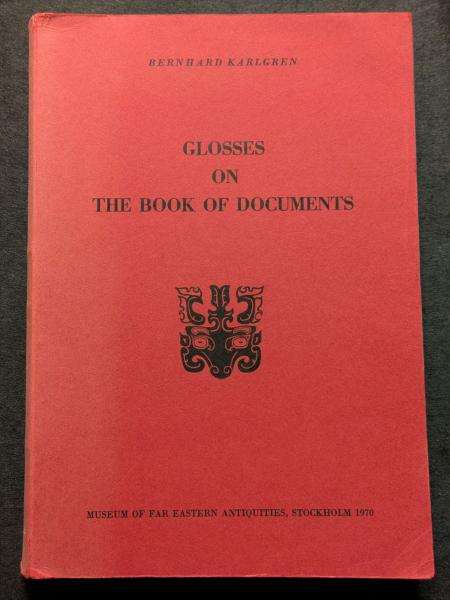 BERNHARD KARLGREN
GLOSSES
ON
THE BOOK OF DOCUMENTS
MUSEUM OF FAR EASTERN ANTIQUITIES, STOCKHOLM 1970